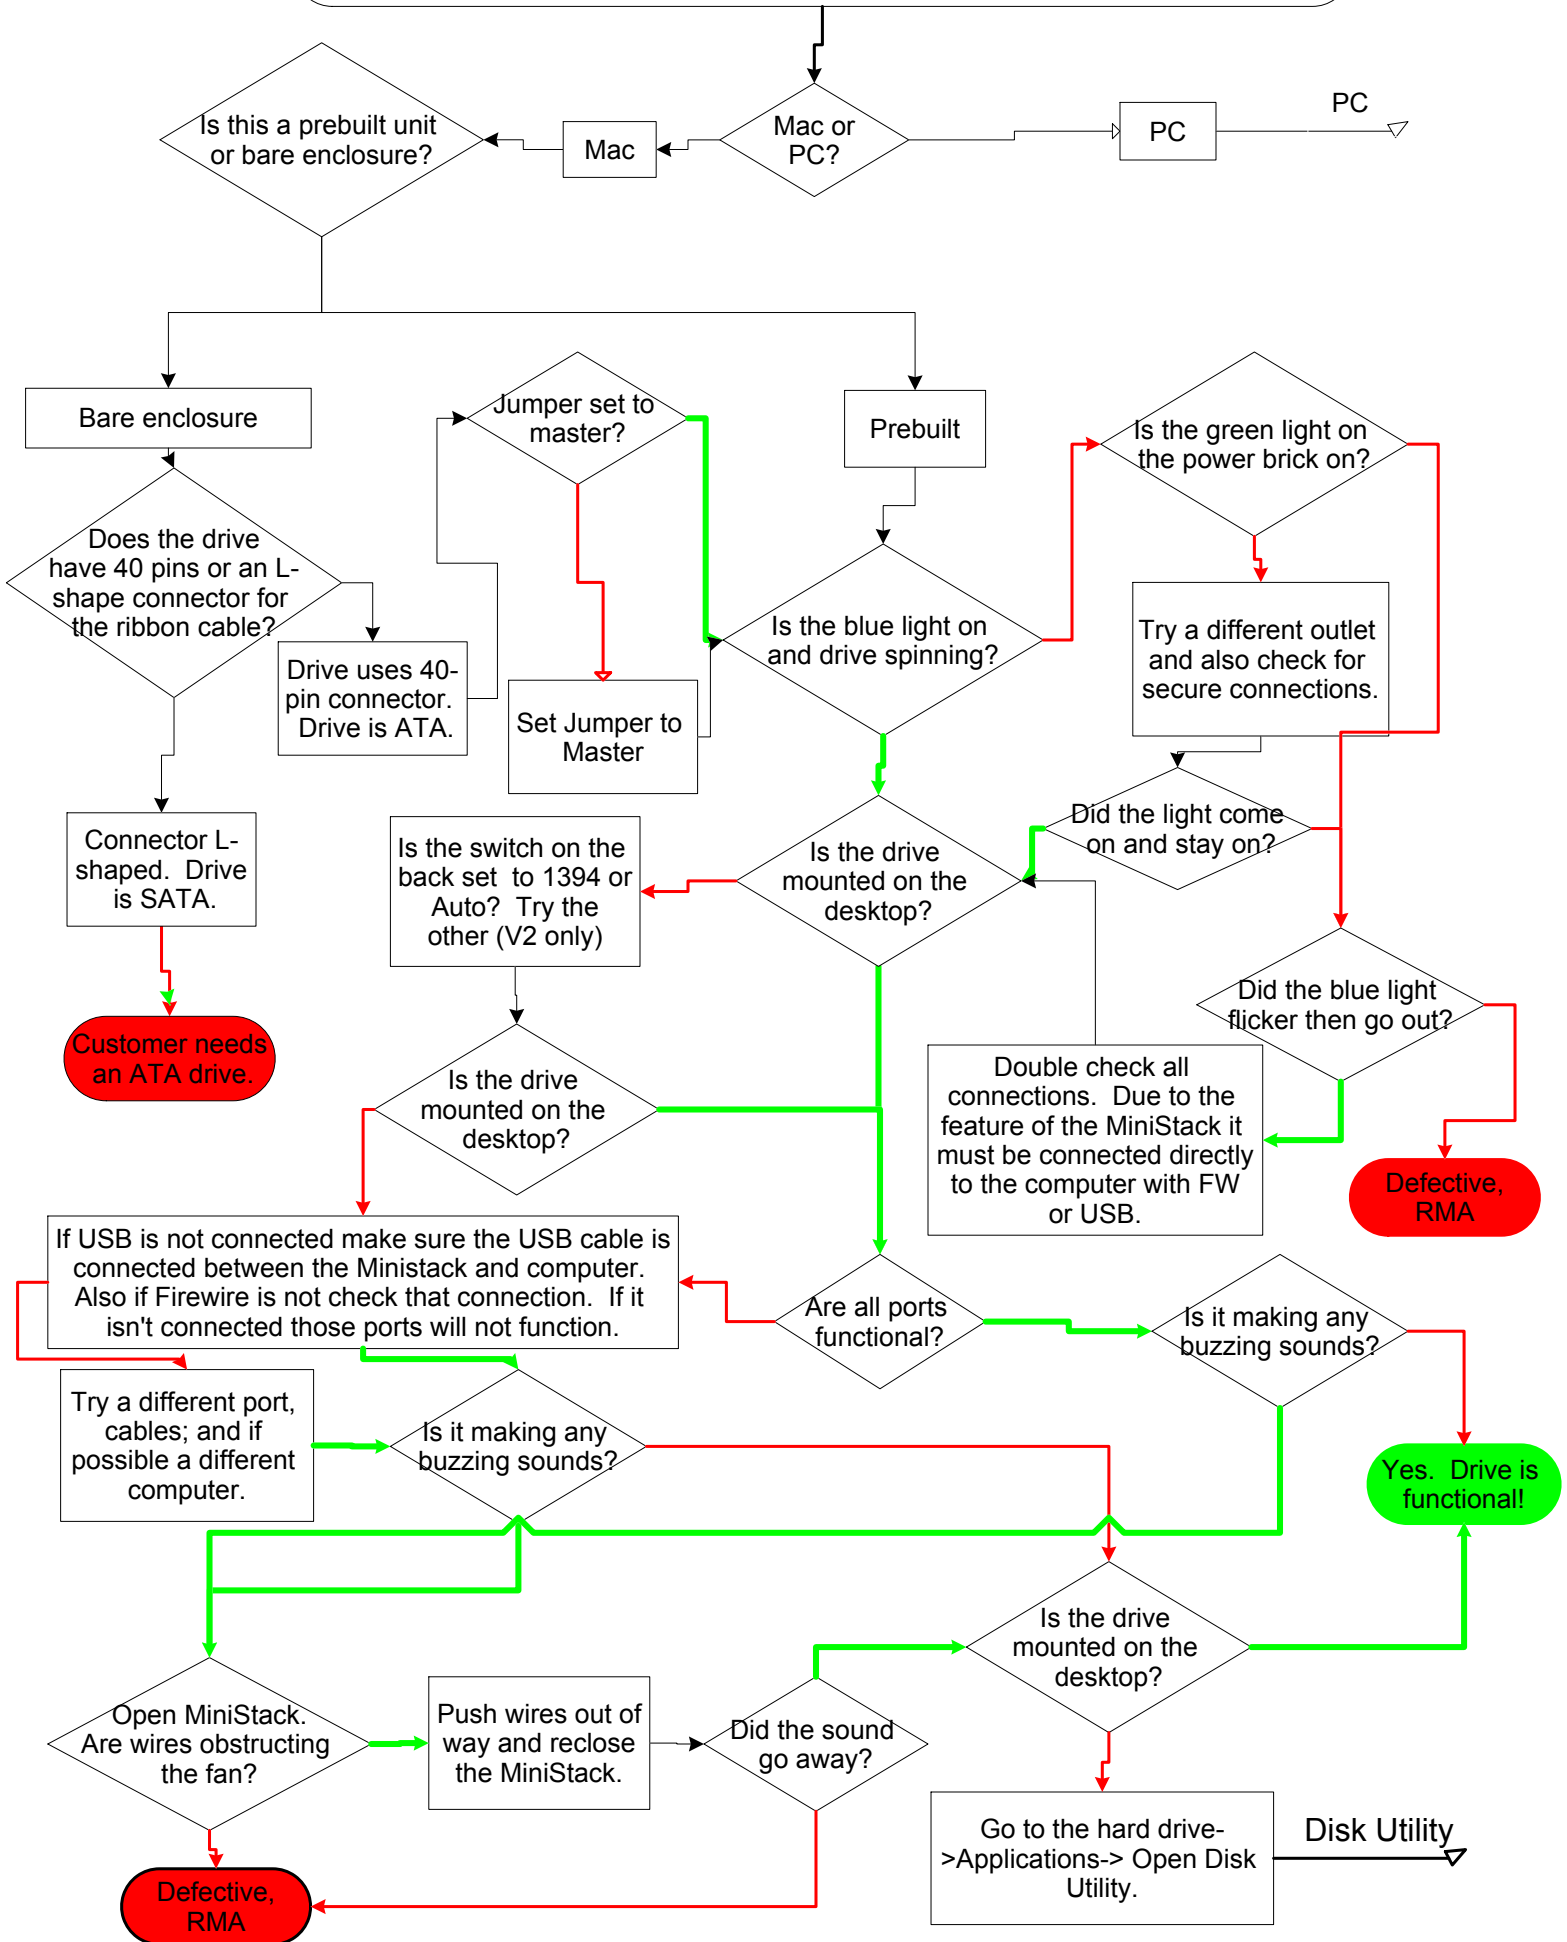 Is this a prebuilt unit
or bare enclosure?
Mac
Mac or
PC?
PC
PC
Bare enclosure
Jumper set to
master?
Prebuilt
Is the green light on
the power brick on?
Does the drive
have 40 pins or an L-
shape connector for
the ribbon cable?
Drive uses 40-
pin connector.
Drive is ATA.
Set Jumper to
Master
Is the blue light on
and drive spinning?
Try a different outlet
and also check for
secure connections.
Connector L-
shaped. Drive
is SATA.
Is the switch on the
back set to 1394 or
Auto? Try the
other (V2 only)
Is the drive
mounted on the
desktop?
Did the light come
on and stay on?
Customer needs
an ATA drive.
Is the drive
mounted on the
desktop?
Double check all
connections. Due to the
feature of the MiniStack it
must be connected directly
to the computer with FW
or USB.
Did the blue light
flicker then go out?
Defective,
RMA
If USB is not connected make sure the USB cable is
connected between the Ministack and computer.
Also if Firewire is not check that connection. If it
isn't connected those ports will not function.
Are all ports
functional?
Is it making any
buzzing sounds?
Try a different port,
cables; and if
possible a different
computer.
Is it making any
buzzing sounds?
Yes. Drive is
functional!
Open MiniStack.
Are wires obstructing
the fan?
Push wires out of
way and reclose
the MiniStack.
Did the sound
go away?
Is the drive
mounted on the
desktop?
Defective,
RMA
Go to the hard drive-
>Applications-> Open Disk
Utility.
Disk Utility